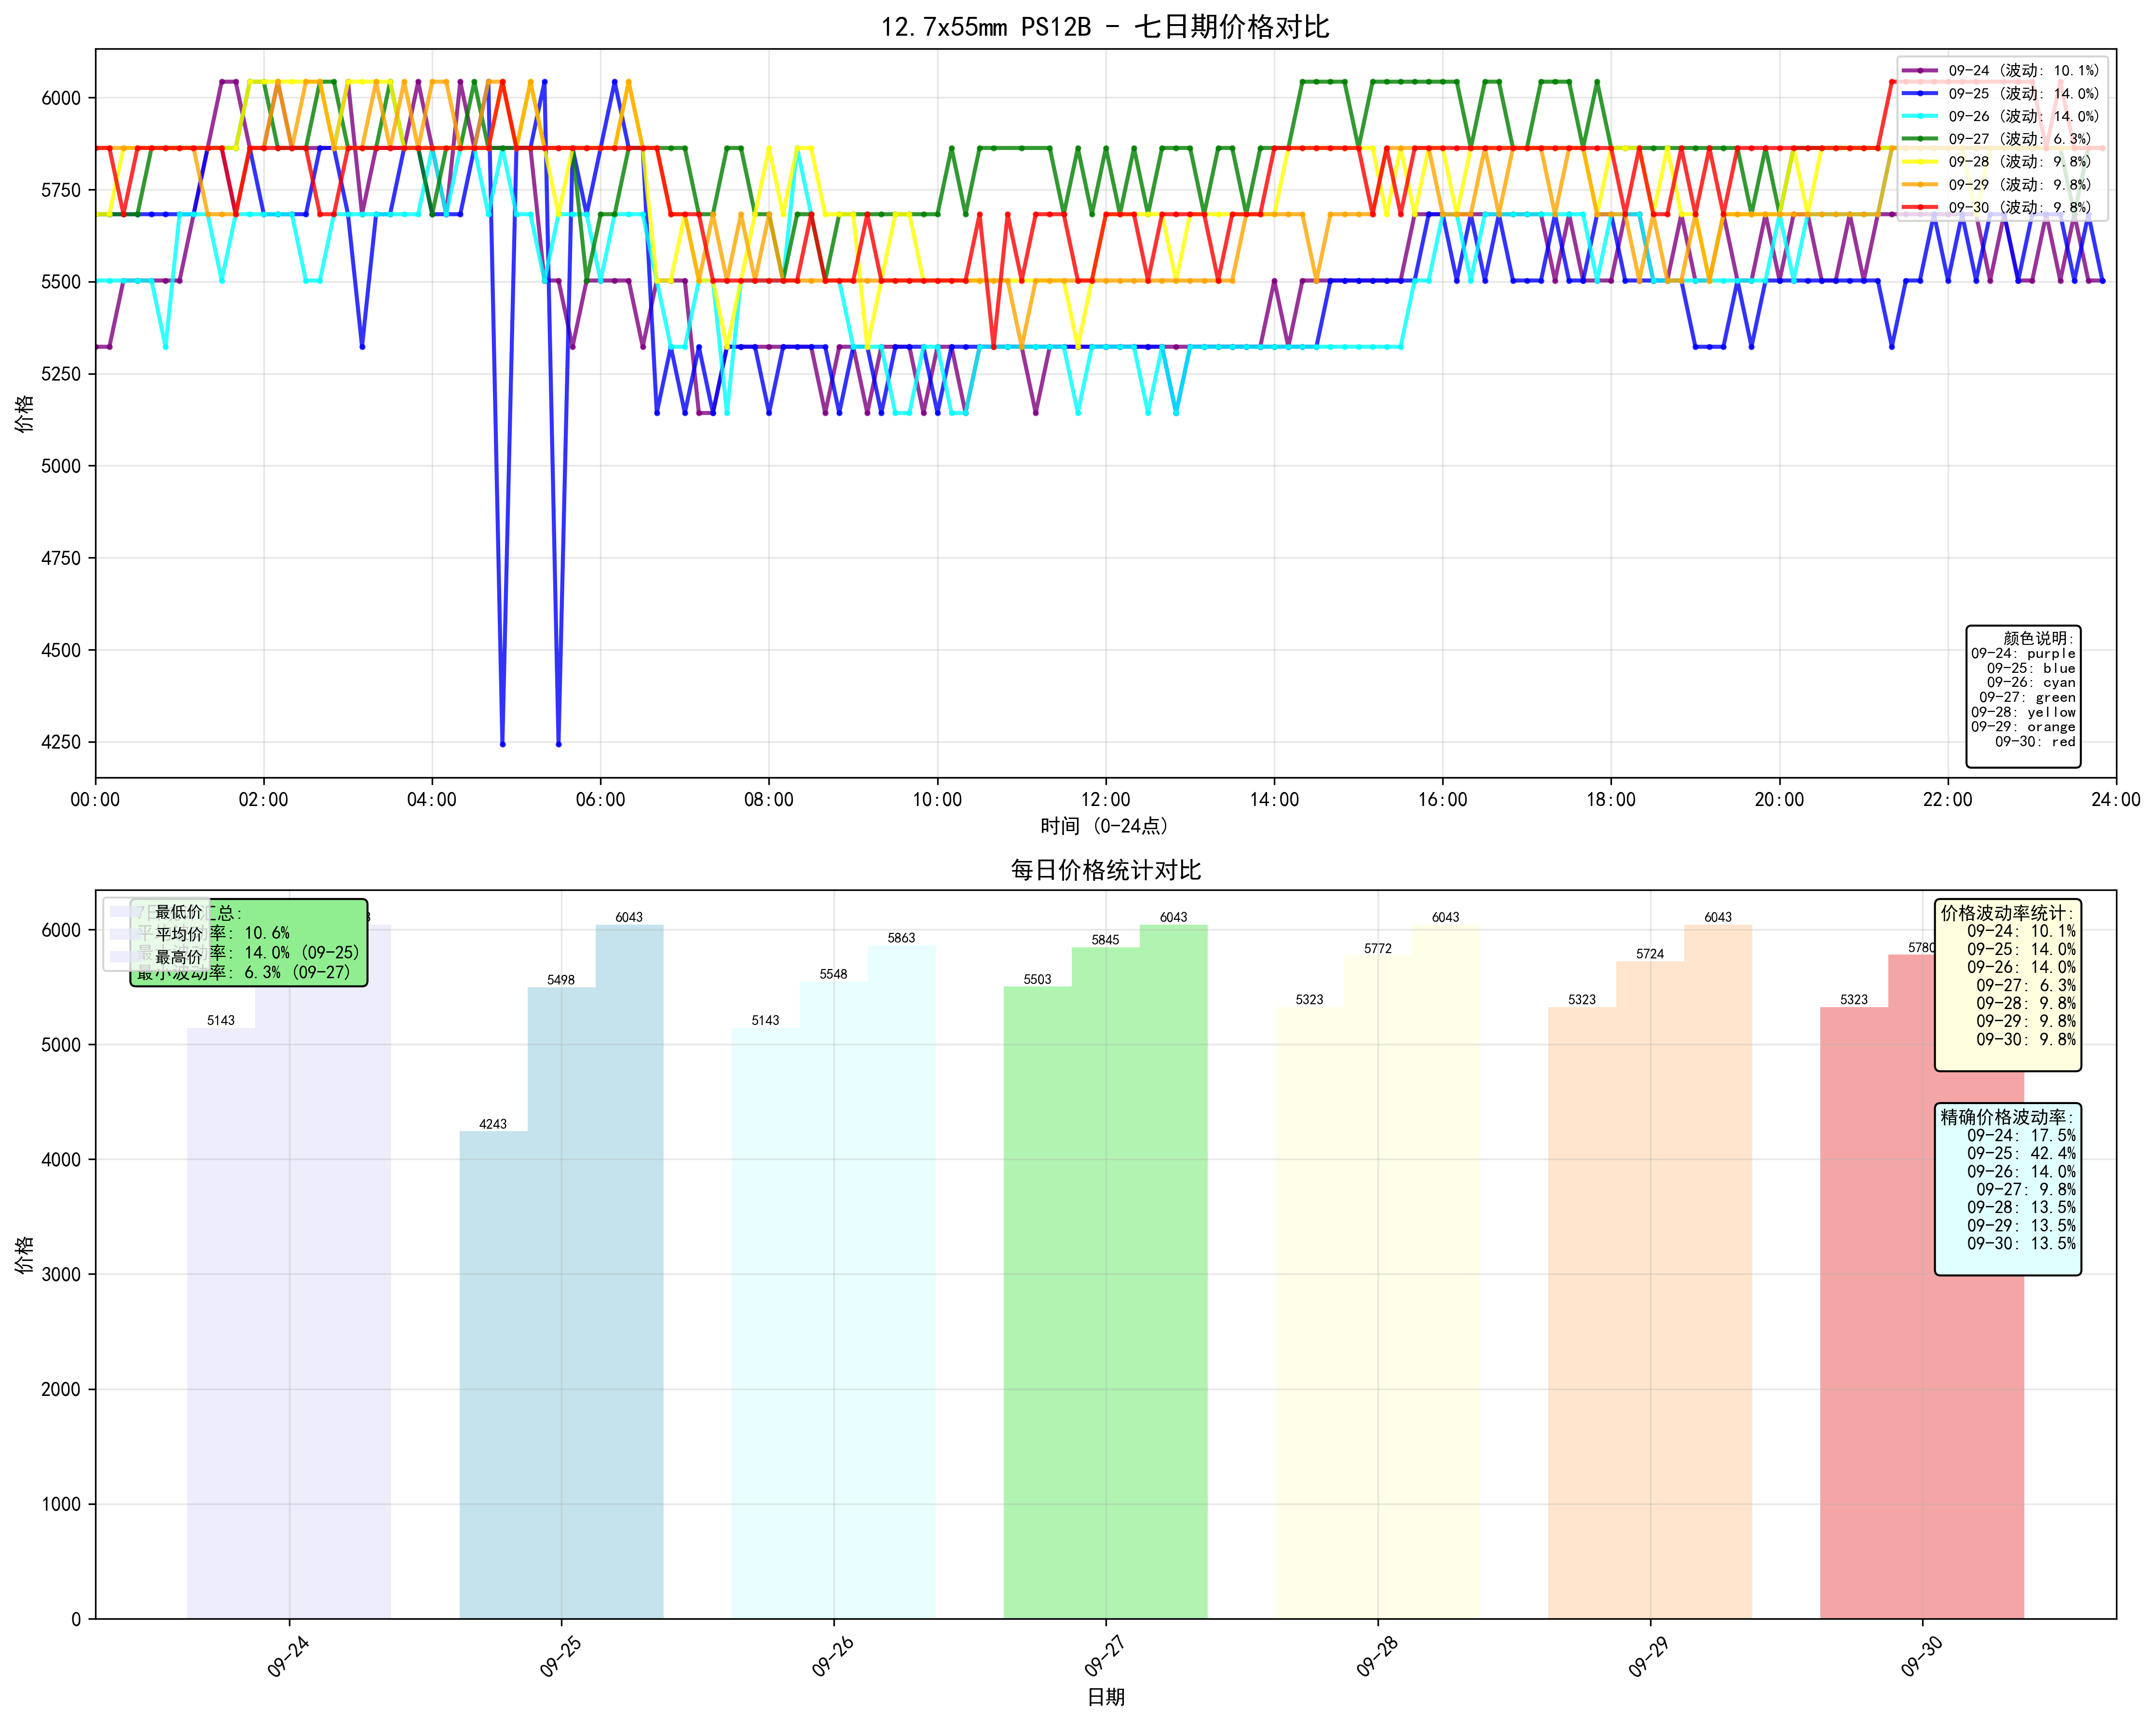 12.7x55mm PS12B - 七日期价格对比
价格
6000
5750
5500
5250
5000
4750
4500
4250
09-24 (波动: 10.1%)
09-25 (波动: 14.0%)
09-26 (波动: 14.0%)
09-27 (波动: 6.3%)
09-28 (波动: 9.8%)
09-29 (波动: 9.8%)
09-30 (波动: 9.8%)
颜色说明:
09-24: purple
09-25: blue
09-26: cyan
09-27: green
09-28: yellow
09-29: orange
09-30: red
00:00 02:00 04:00 06:00 08:00 10:00 12:00 14:00 16:00 18:00 20:00 22:00 24:00
时间 (0-24点)
每日价格统计对比
价格
6000
5000
4000
3000
2000
1000
0
最低价
平均价
最高价
汇总:
率: 10.6%
率: 14.0% (09-25)
最小波动率: 6.3% (09-27)
5143
4243 5498 6043
5143 5548 5863
5503 5845 6043
5323 5772 6043
5323 5724 6043
5323 5780
价格波动率统计:
09-24: 10.1%
09-25: 14.0%
09-26: 14.0%
09-27: 6.3%
09-28: 9.8%
09-29: 9.8%
09-30: 9.8%
精确价格波动率:
09-24: 17.5%
09-25: 42.4%
09-26: 14.0%
09-27: 9.8%
09-28: 13.5%
09-29: 13.5%
09-30: 13.5%
09-24 09-25 09-26 09-27 09-28 09-29 09-30
日期